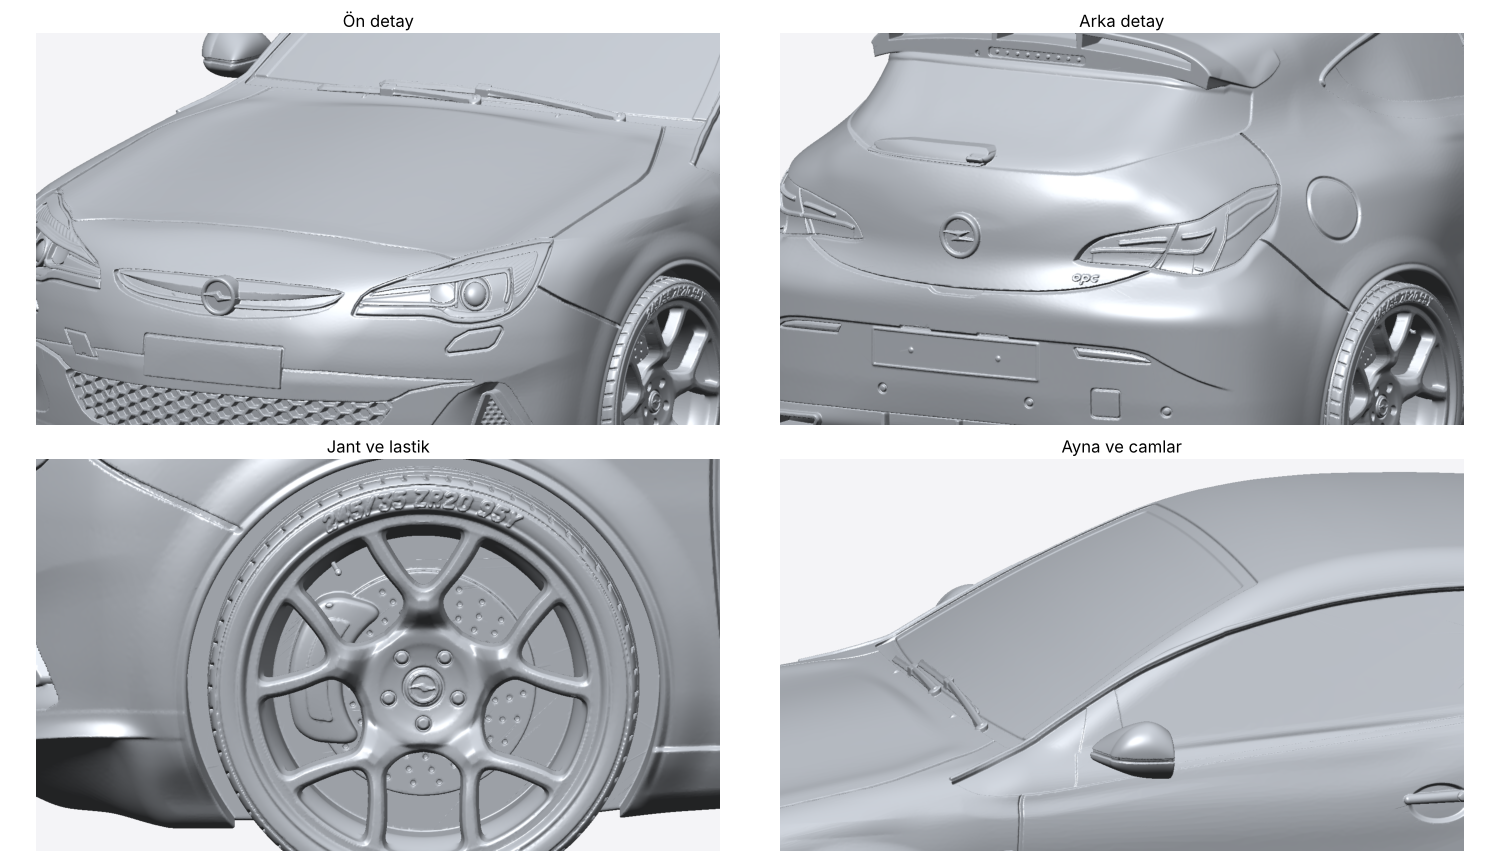 Ön detay
Arka detay
opc
Jant ve lastik
245/35 ZR20 95Y
Ayna ve camlar